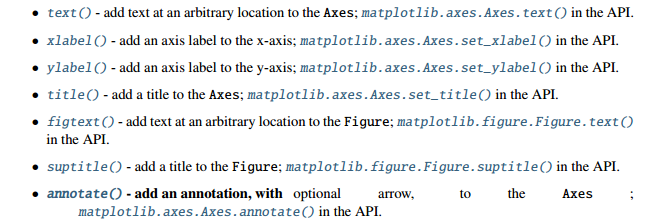 • text() - add text at an arbitrary location to the Axes; matplotlib.axes.Axes.text() in the API.
• xlabel() - add an axis label to the x-axis; matplotlib.axes.Axes.set_xlabel() in the API.
• ylabel() - add an axis label to the y-axis; matplotlib.axes.Axes.set_ylabel() in the API.
• title() - add a title to the Axes; matplotlib.axes.Axes.set_title() in the API.
• figtext() - add text at an arbitrary location to the Figure; matplotlib.figure.Figure.text()
in the API.
• suptitle() - add a title to the Figure; matplotlib.figure.Figure.suptitle() in the API.
• annotate() - add an annotation, with optional arrow, to the Axes ;
matplotlib.axes.Axes.annotate() in the API.